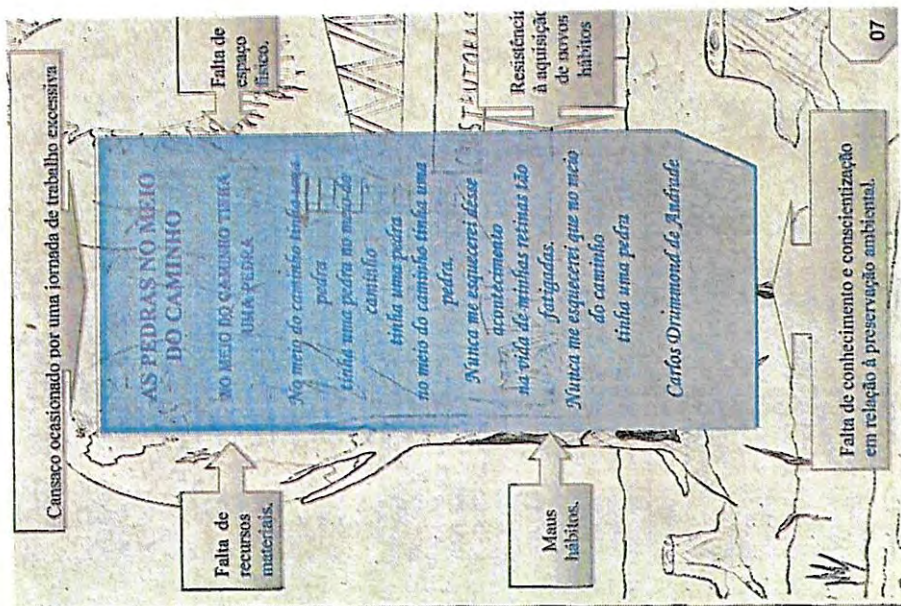 Cansaço ocasionado por uma jornada de trabalho excessiva
Falta de
recursos
materiais.
Falta de
espaço
físico.
AS PEDRAS NO MEIO
DO CAMINHO
NO MEIO DO CAMINHO TINHA
UMA PEDRA
No meio do caminho tinha uma
pedra
tinha uma pedra no meio do
caminho
tinha uma pedra
no meio do caminho tinha uma
pedra.
Nunca me esquecerei desse
acontecimento
na vida de minhas retinas tão
fatigadas.
Nunca me esquecerei que no meio
do caminho
tinha uma pedra
Carlos Drummond de Andrade
Maus
hábitos.
Resistência
à aquisição
de novos
hábitos
Falta de conhecimento e conscientização
em relação à preservação ambiental.
07